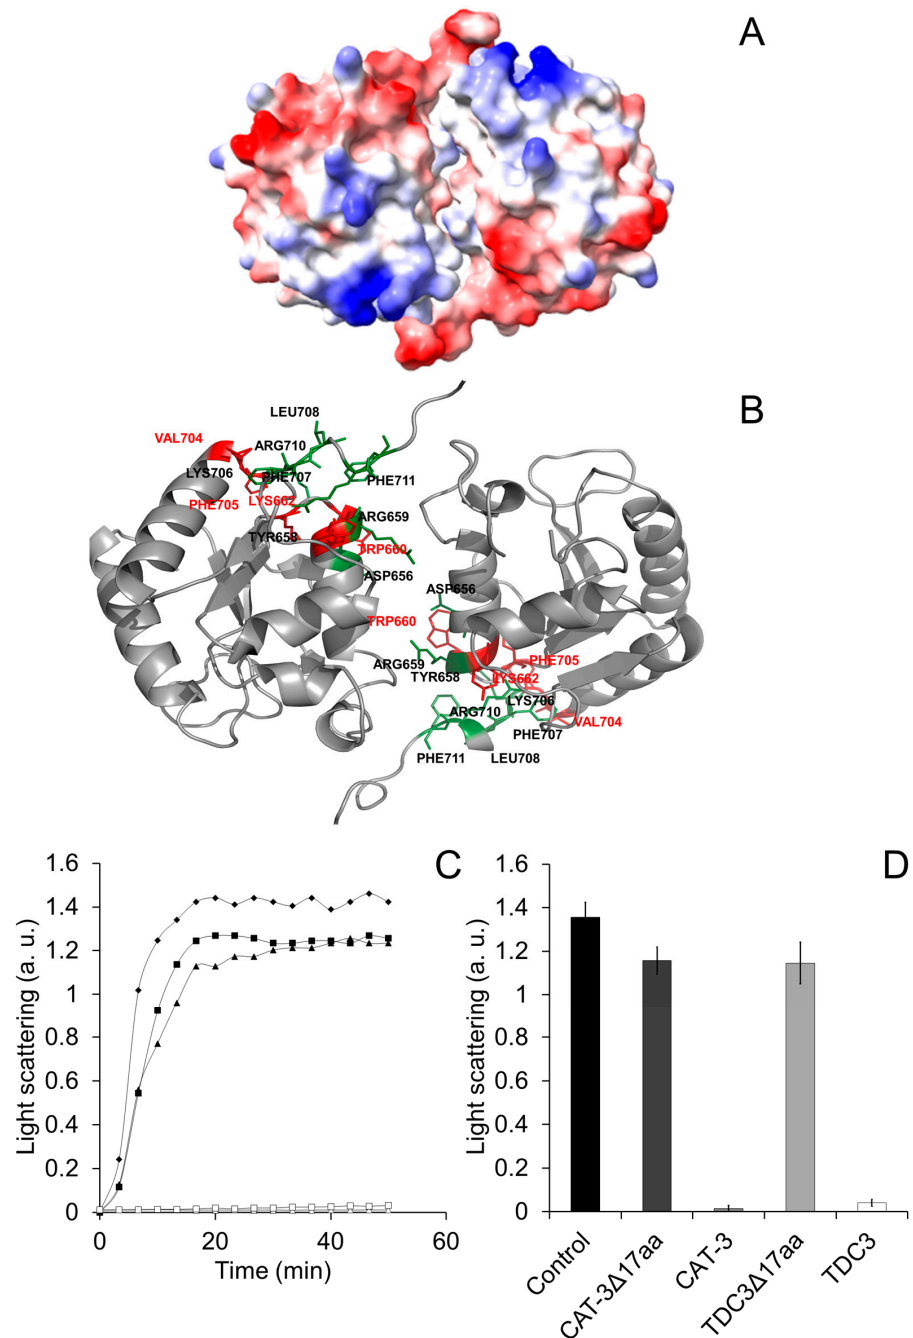 A
B
LEU708
VAL704
ARG710
LYS706
PHE707
PHE711
PHE705
LYS662
ARG659
TYR658
TRP660
ASP656
ASP656
TRP660
ARG659
PHE705
TYR658
LYS662
LYS706
ARG710
VAL704
PHE707
PHE711
LEU708
C
Light scattering (a. u.)
1.6
1.4
1.2
1
0.8
0.6
0.4
0.2
0
0
20
40
60
Time (min)
D
Light scattering (a. u.)
1.6
1.4
1.2
1
0.8
0.6
0.4
0.2
0
Control
CAT-3Δ17aa
CAT-3
TDC3Δ17aa
TDC3